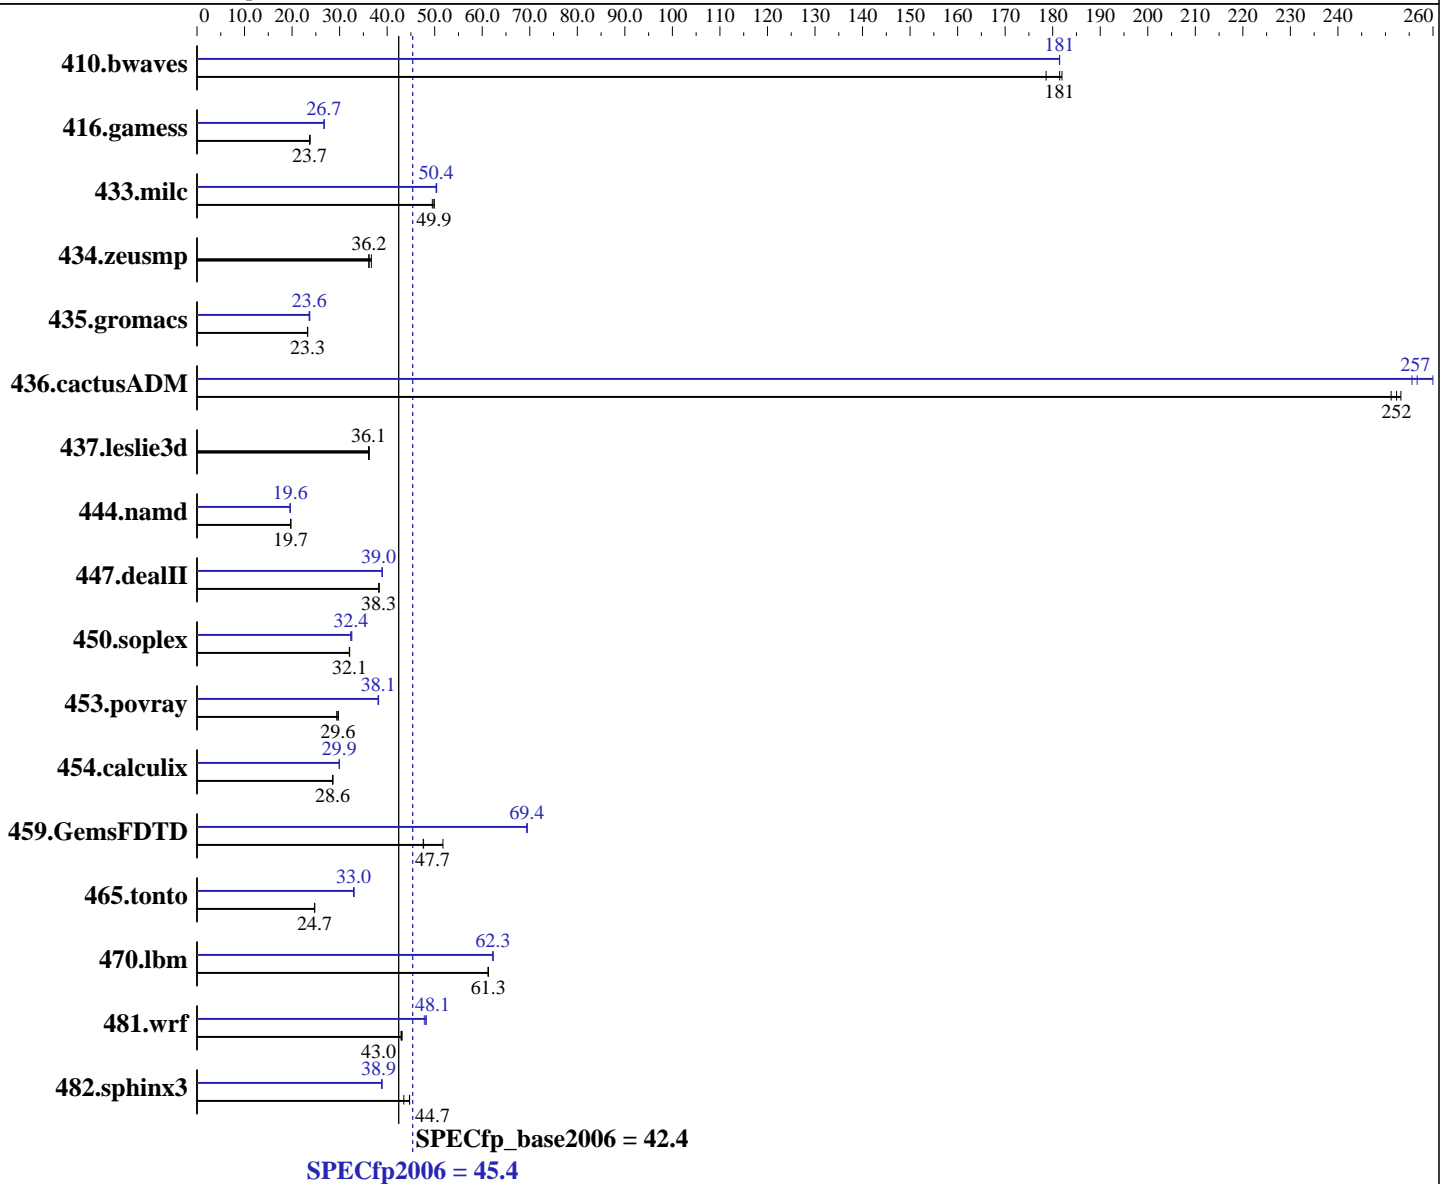 0 10.0 20.0 30.0 40.0 50.0 60.0 70.0 80.0 90.0 100 110 120 130 140 150 160 170 180 190 200 210 220 230 240 260
410.bwaves
181
181
416.gamess
26.7
23.7
433.milc
50.4
49.9
434.zeusmp
36.2
435.gromacs
23.6
23.3
436.cactusADM
257
252
437.leslie3d
36.1
444.namd
19.6
19.7
447.dealII
39.0
38.3
450.soplex
32.4
32.1
453.povray
38.1
29.6
454.calculix
29.9
28.6
459.GemsFDTD
69.4
47.7
465.tonto
33.0
24.7
470.lbm
62.3
61.3
481.wrf
48.1
43.0
482.sphinx3
38.9
44.7
SPECfp_base2006 = 42.4
SPECfp2006 = 45.4